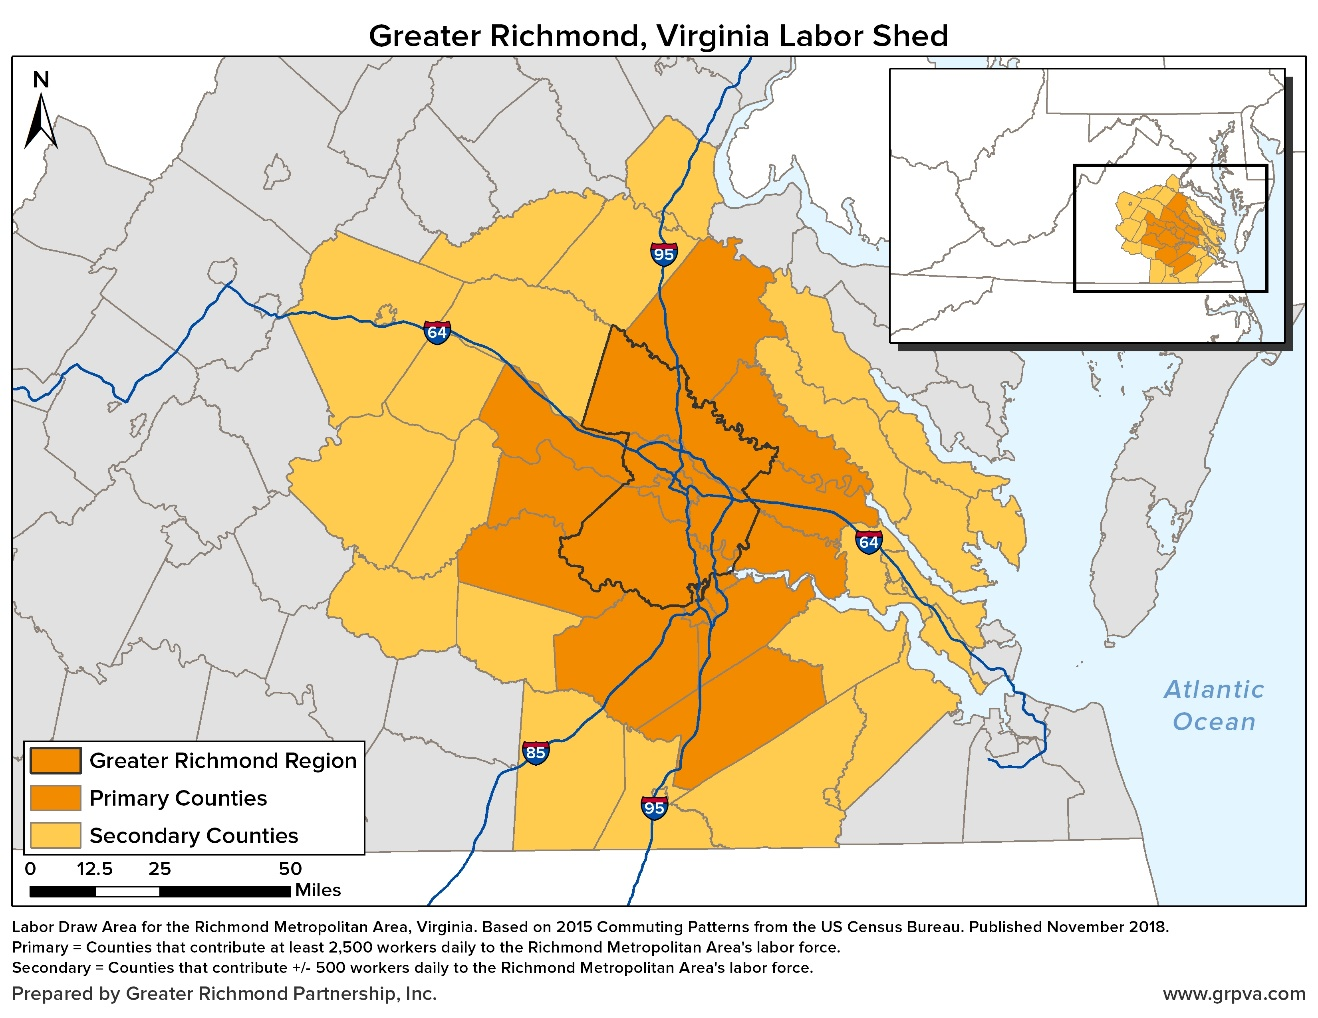 Greater Richmond, Virginia Labor Shed
N
95
64
64
Atlantic
Ocean
85
95
Greater Richmond Region
Primary Counties
Secondary Counties
0 12.5 25 50
Miles
Labor Draw Area for the Richmond Metropolitan Area, Virginia. Based on 2015 Commuting Patterns from the US Census Bureau. Published November 2018.
Primary = Counties that contribute at least 2,500 workers daily to the Richmond Metropolitan Area's labor force.
Secondary = Counties that contribute +/- 500 workers daily to the Richmond Metropolitan Area's labor force.
Prepared by Greater Richmond Partnership, Inc.
www.grpva.com